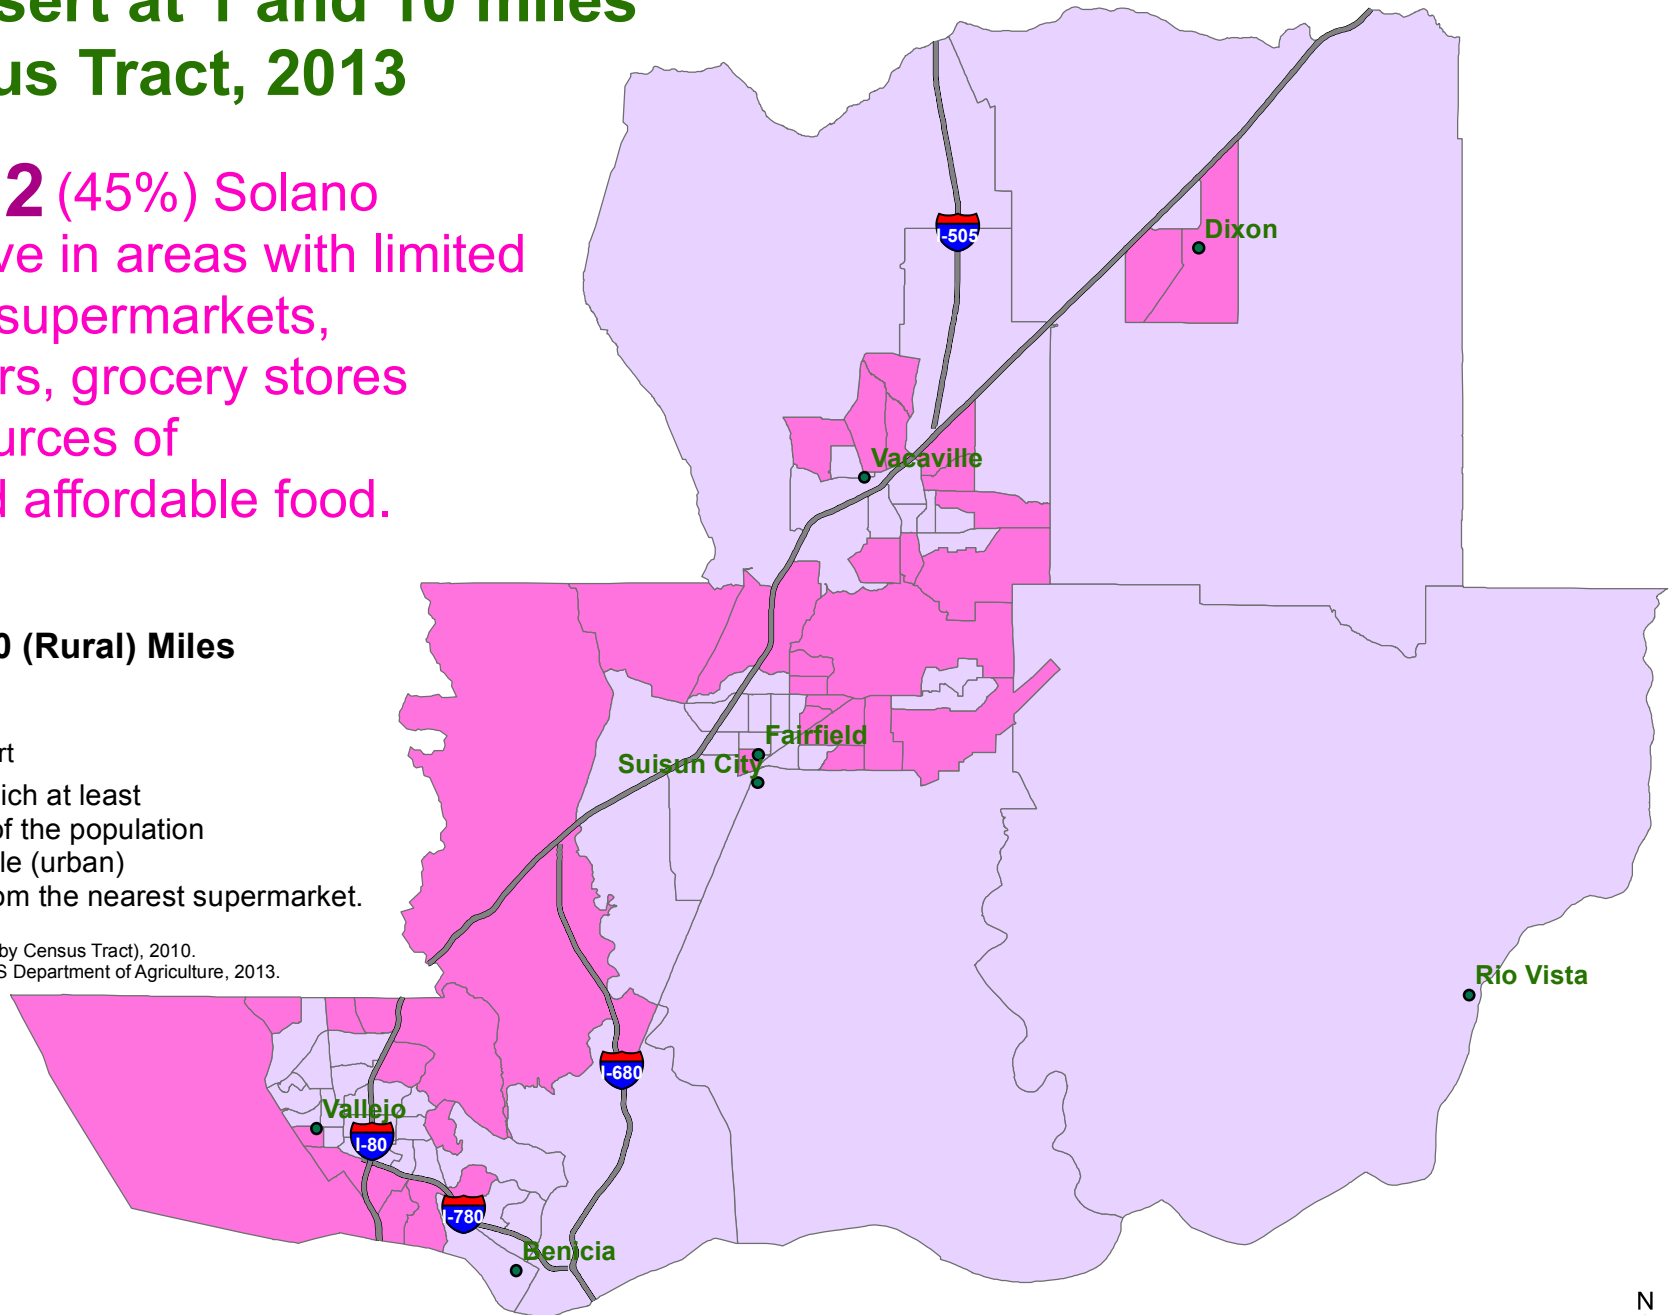 sert at 1 and 10 miles
us Tract, 2013
2 (45%) Solano
ve in areas with limited
supermarkets,
rs, grocery stores
urces of
d affordable food.
0 (Rural) Miles
rt
ich at least
of the population
le (urban)
om the nearest supermarket.
by Census Tract), 2010.
S Department of Agriculture, 2013.
I-505
Dixon
Vacaville
Fairfield
Suisun City
Rio Vista
I-680
Vallejo
I-80
I-780
Benicia
N